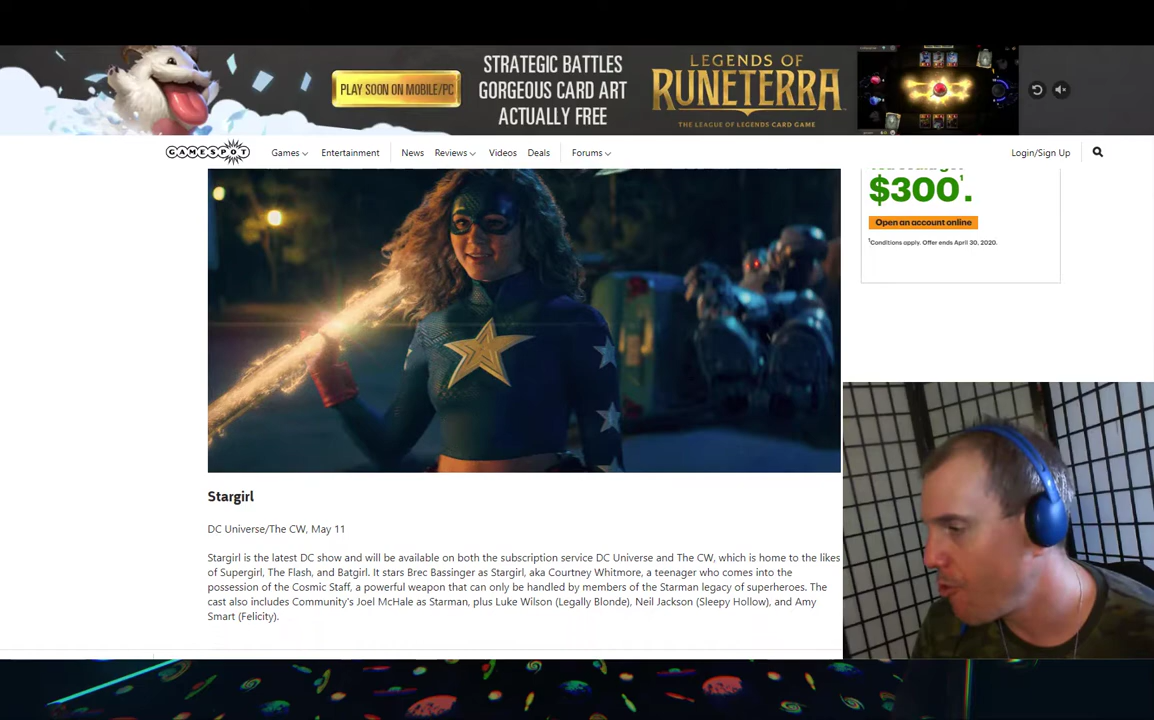 STRATEGIC BATTLES
GORGEOUS CARD ART
ACTUALLY FREE
PLAY SOON ON MOBILE/PC
LEGENDS OF
RUNETERRA
THE LEAGUE OF LEGENDS CARD GAME
GAMESPOT
Games
Entertainment
News
Reviews
Videos
Deals
Forums
Login/Sign Up
$300¹.
Open an account online
¹Conditions apply. Offer ends April 30, 2020.
Stargirl
DC Universe/The CW, May 11
Stargirl is the latest DC show and will be available on both the subscription service DC Universe and The CW, which is home to the likes
of Supergirl, The Flash, and Batgirl. It stars Brec Bassinger as Stargirl, aka Courtney Whitmore, a teenager who comes into the
possession of the Cosmic Staff, a powerful weapon that can only be handled by members of the Starman legacy of superheroes. The
cast also includes Community's Joel McHale as Starman, plus Luke Wilson (Legally Blonde), Neil Jackson (Sleepy Hollow), and Amy
Smart (Felicity).